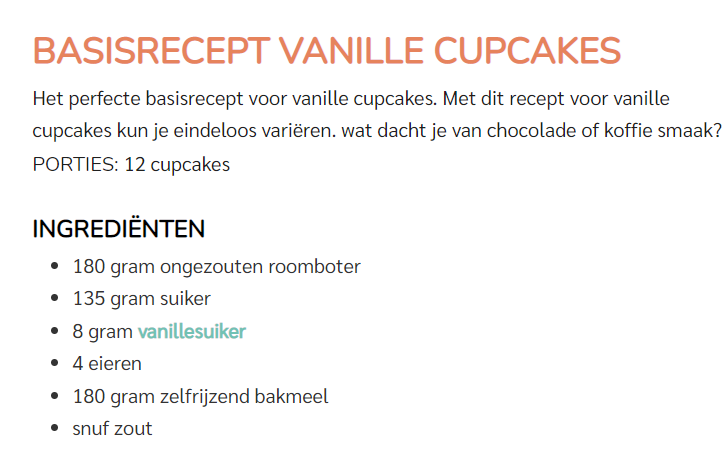 BASISRECEPT VANILLE CUPCAKES
Het perfecte basisrecept voor vanille cupcakes. Met dit recept voor vanille
cupcakes kun je eindeloos variëren. wat dacht je van chocolade of koffie smaak?
PORTIES: 12 cupcakes
INGREDIËNTEN
180 gram ongezouten roomboter
135 gram suiker
8 gram vanillesuiker
4 eieren
180 gram zelfrijzend bakmeel
snuf zout